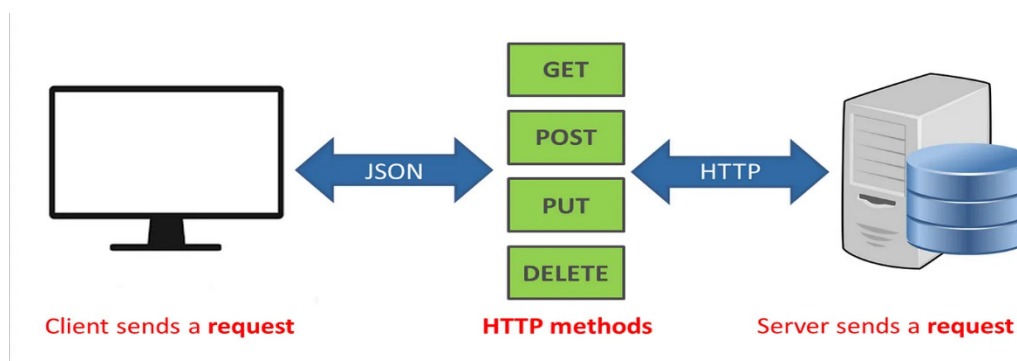 GET
POST
JSON
HTTP
PUT
DELETE
Client sends a request
HTTP methods
Server sends a request